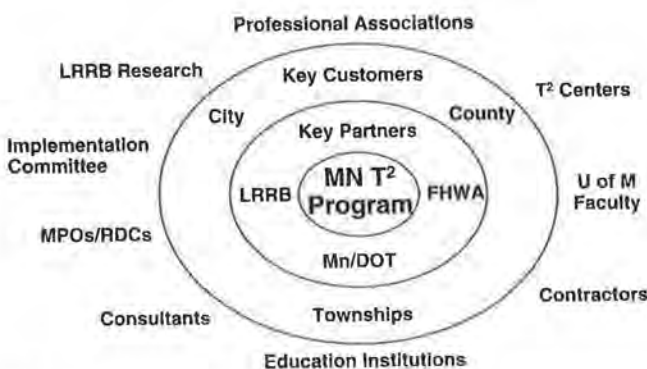 Professional Associations
LRRB Research
Key Customers
T² Centers
City
County
Key Partners
Implementation
Committee
MN T²
Program
LRRB
FHWA
U of M
Faculty
MPOs/RDCs
Mn/DOT
Contractors
Consultants
Townships
Education Institutions